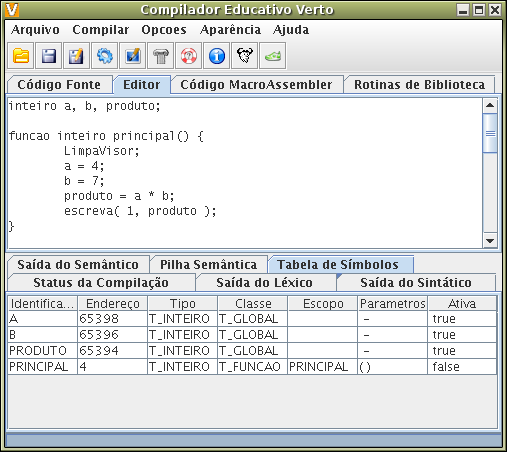 Compilador Educativo Verto
Arquivo Compilar Opcoes Aparência Ajuda
Código Fonte Editor Código MacroAssembler Rotinas de Biblioteca
inteiro a, b, produto;
funcao inteiro principal() {
LimpaVisor;
a = 4;
b = 7;
produto = a * b;
escreva( 1, produto );
}
Saída do Semântico Pilha Semântica Tabela de Símbolos
Status da Compilação Saída do Léxico Saída do Sintático
Identifica... Endereço Tipo Classe Escopo Parametros Ativa
A 65398 T_INTEIRO T_GLOBAL – true
B 65396 T_INTEIRO T_GLOBAL – true
PRODUTO 65394 T_INTEIRO T_GLOBAL – true
PRINCIPAL 4 T_INTEIRO T_FUNCAO PRINCIPAL () false